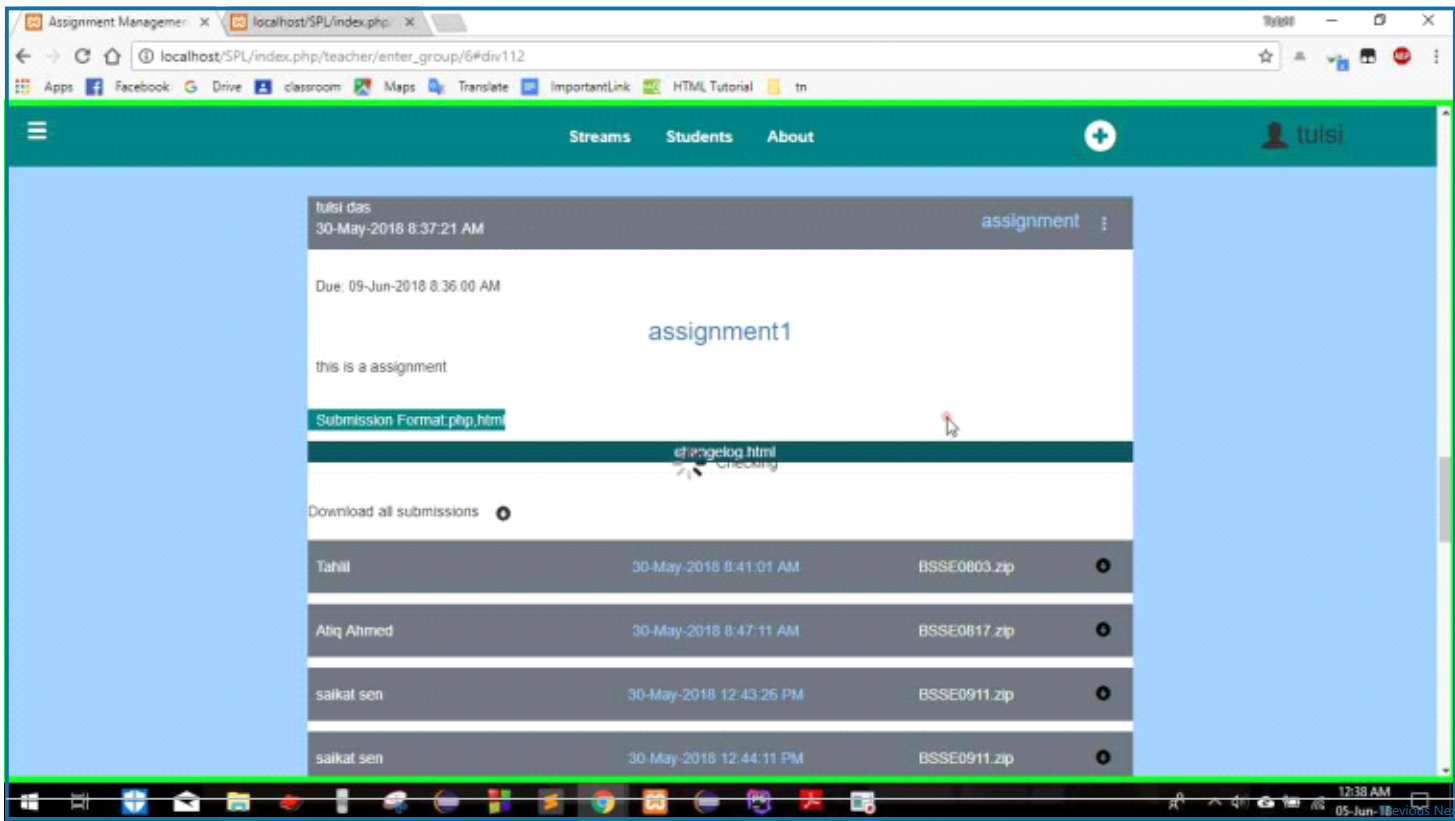 Assignment Managemen localhost/SPL/index.php
localhost/SPL/index.php/teacher/enter_group/6#div112
Apps Facebook G Drive classroom Maps Translate ImportantLink HTML Tutorial tn
Streams Students About tulsi
tulsi das
30-May-2018 8:37:21 AM
assignment
Due: 09-Jun-2018 8:36:00 AM
assignment1
this is a assignment
Submission Format:php,html
changelog.html
Checking
Download all submissions
Tahlil 30-May-2018 8:41:01 AM BSSE0803.zip
Atiq Ahmed 30-May-2018 8:47:11 AM BSSE0817.zip
saikat sen 30-May-2018 12:43:26 PM BSSE0911.zip
saikat sen 30-May-2018 12:44:11 PM BSSE0911.zip
12:38 AM
05-Jun-18